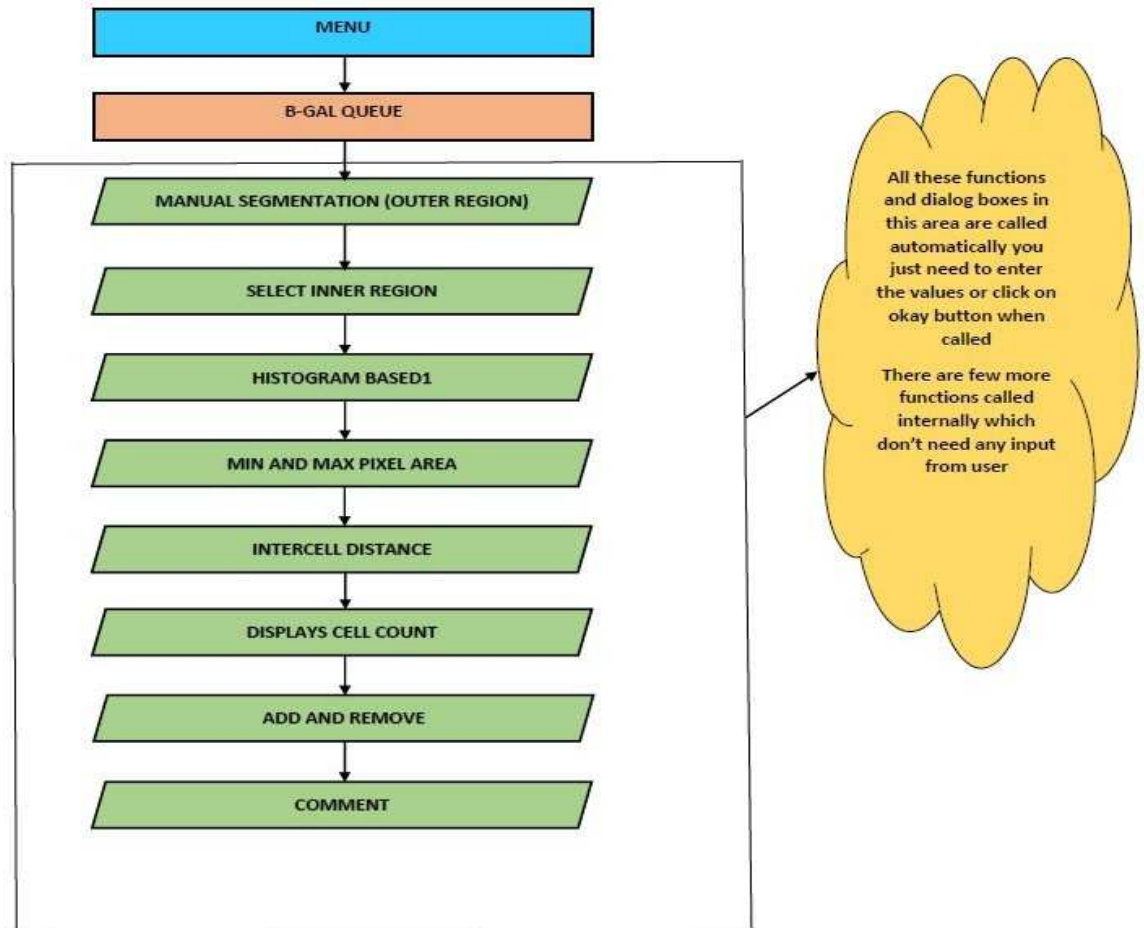 MENU
B-GAL QUEUE
MANUAL SEGMENTATION (OUTER REGION)
SELECT INNER REGION
HISTOGRAM BASED1
MIN AND MAX PIXEL AREA
INTERCELL DISTANCE
DISPLAYS CELL COUNT
ADD AND REMOVE
COMMENT
All these functions
and dialog boxes in
this area are called
automatically you
just need to enter
the values or click on
okay button when
called
There are few more
functions called
internally which
don't need any input
from user